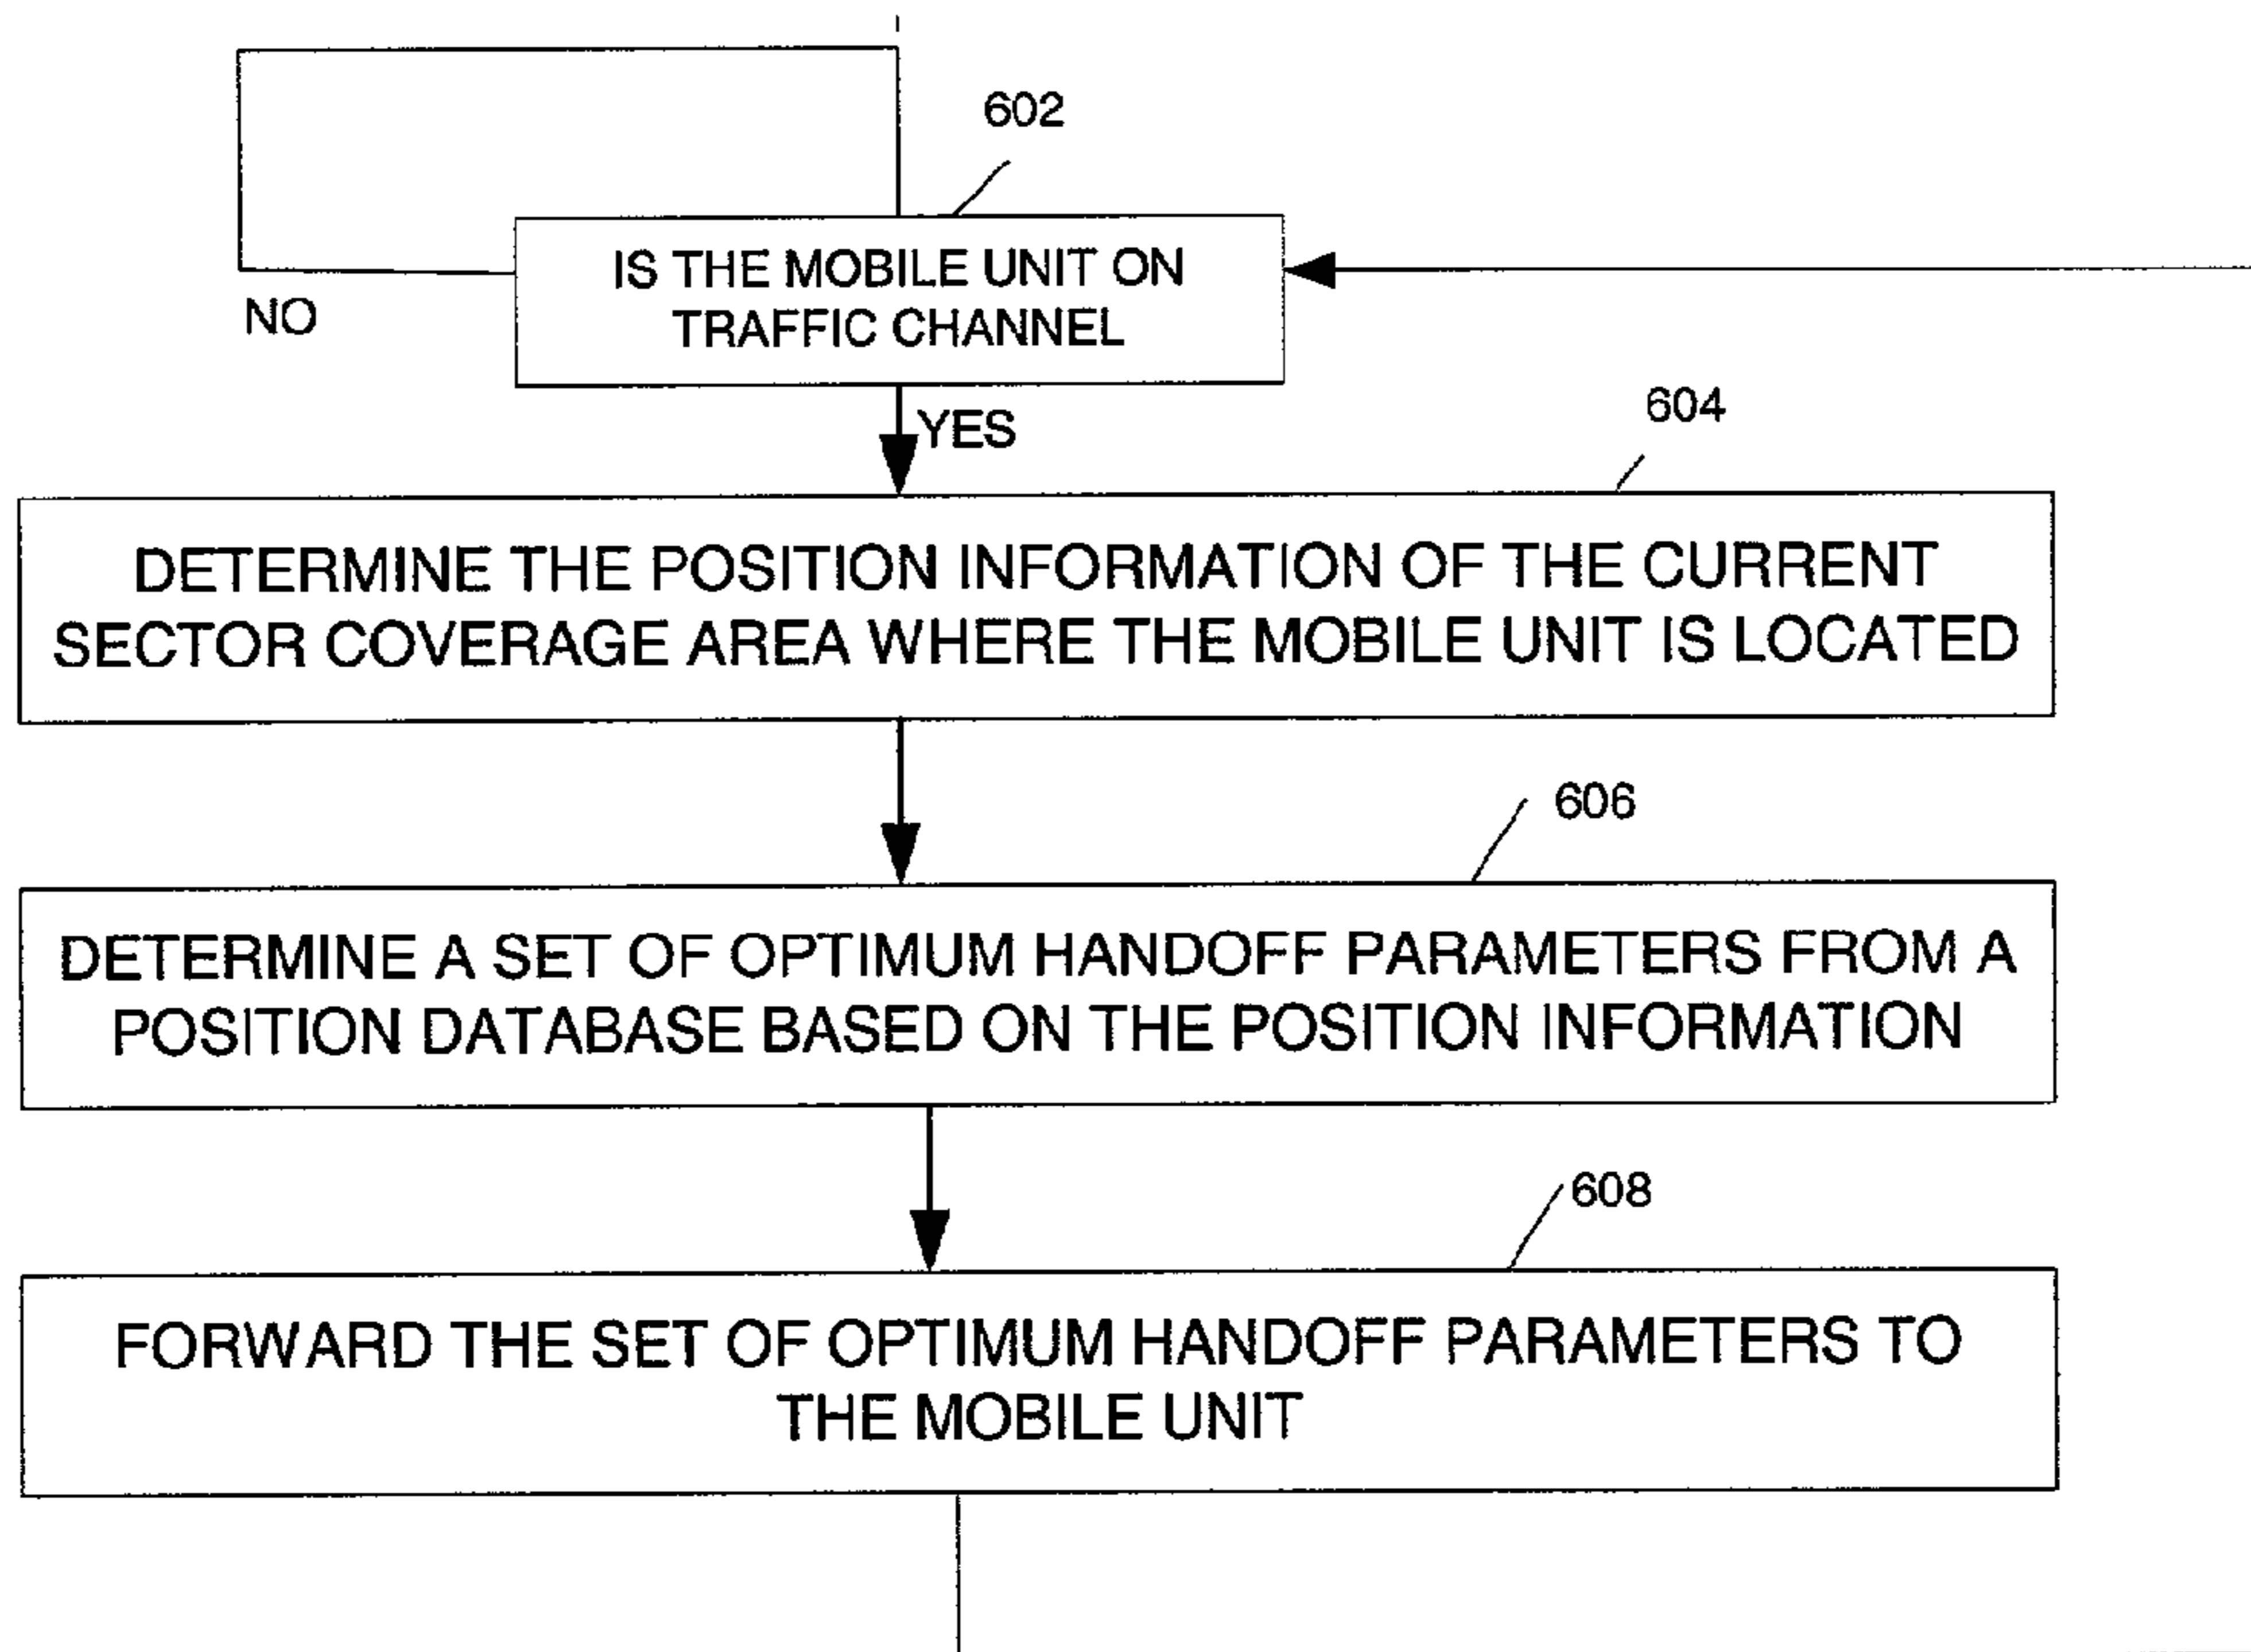 602
IS THE MOBILE UNIT ON
TRAFFIC CHANNEL
NO
YES
604
DETERMINE THE POSITION INFORMATION OF THE CURRENT
SECTOR COVERAGE AREA WHERE THE MOBILE UNIT IS LOCATED
606
DETERMINE A SET OF OPTIMUM HANDOFF PARAMETERS FROM A
POSITION DATABASE BASED ON THE POSITION INFORMATION
608
FORWARD THE SET OF OPTIMUM HANDOFF PARAMETERS TO
THE MOBILE UNIT